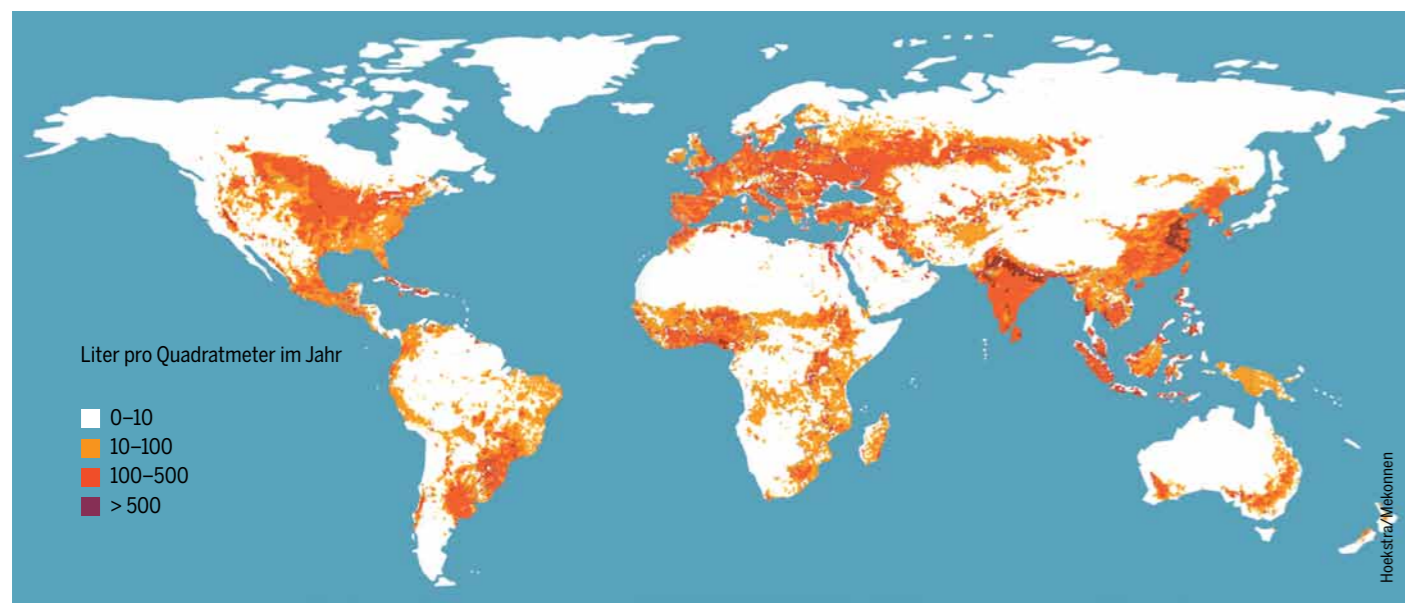 Liter pro Quadratmeter im Jahr
0–10
10–100
100–500
> 500
Hoekstra/Mekonnen